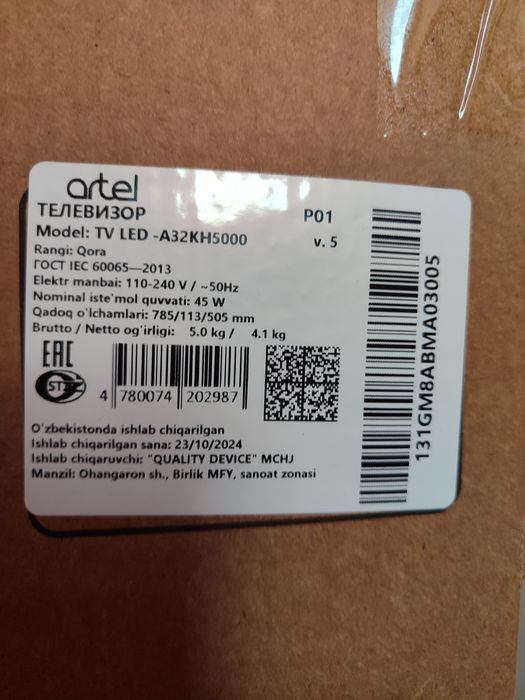 artel
ТЕЛЕВИЗОР
P01
Model: TV LED -A32KH5000
v. 5
Rangi: Qora
ГОСТ IEC 60065—2013
Elektr manbai: 110-240 V / ~50Hz
Nominal iste`mol quvvati: 45 W
Qadoq o`lchamlari: 785/113/505 mm
Brutto / Netto og`irligi: 5.0 kg / 4.1 kg
EAC
STZ
4 780074 202987
O`zbekistonda ishlab chiqarilgan
Ishlab chiqarilgan sana: 23/10/2024
Ishlab chiqaruvchi: "QUALITY DEVICE" MCHJ
Manzil: Ohangaron sh., Birlik MFY, sanoat zonasi
131GM8ABMA03005